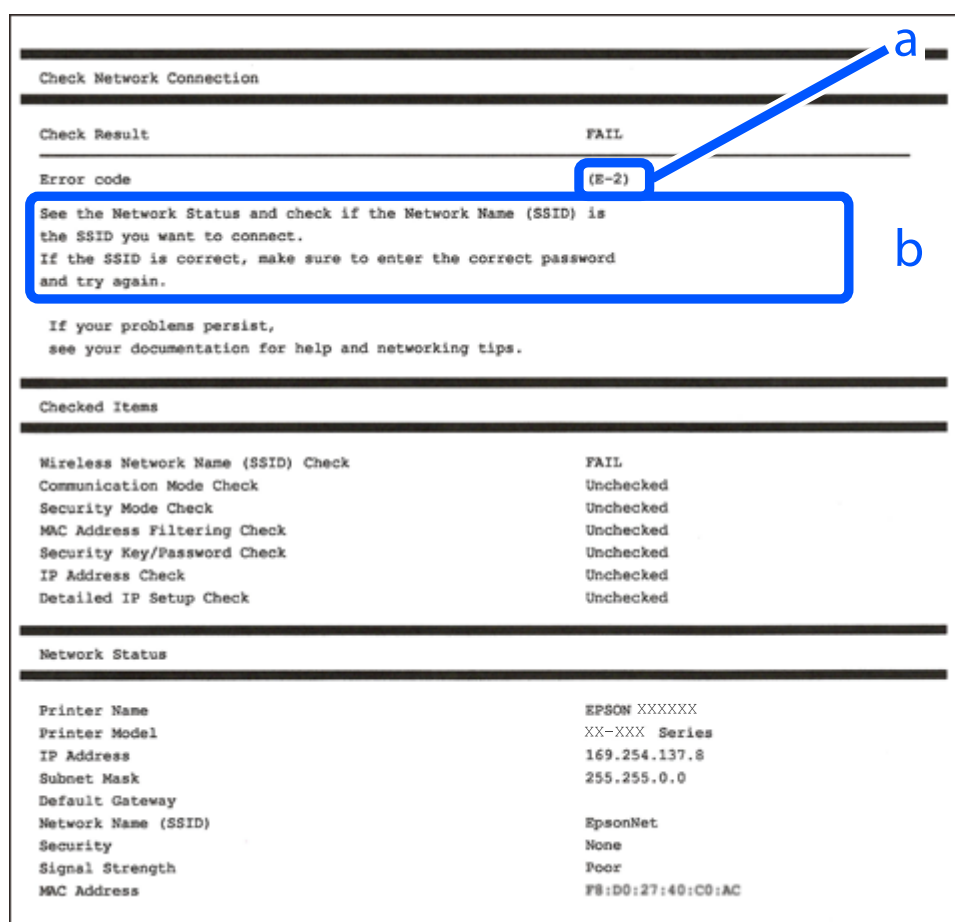 a
Check Network Connection
Check Result FAIL
Error code (E-2)
See the Network Status and check if the Network Name (SSID) is
the SSID you want to connect.
If the SSID is correct, make sure to enter the correct password
and try again.
b
If your problems persist,
see your documentation for help and networking tips.
Checked Items
Wireless Network Name (SSID) Check FAIL
Communication Mode Check Unchecked
Security Mode Check Unchecked
MAC Address Filtering Check Unchecked
Security Key/Password Check Unchecked
IP Address Check Unchecked
Detailed IP Setup Check Unchecked
Network Status
Printer Name EPSON XXXXXX
Printer Model XX-XXX Series
IP Address 169.254.137.8
Subnet Mask 255.255.0.0
Default Gateway
Network Name (SSID) EpsonNet
Security None
Signal Strength Poor
MAC Address F8:D0:27:40:C0:AC